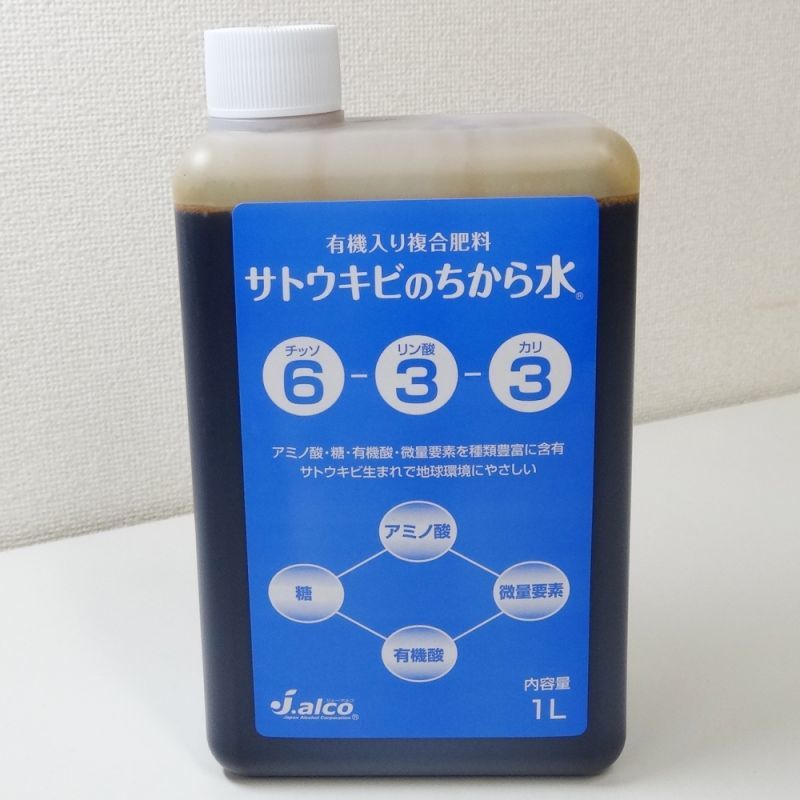 有機入り複合肥料
サトウキビのちから水®
チッソ リン酸 カリ
6-3-3
アミノ酸・糖・有機酸・微量要素を種類豊富に含有
サトウキビ生まれで地球環境にやさしい
アミノ酸
糖 微量要素
有機酸
内容量
1L
J.alco®
Japan Alcohol Corporation